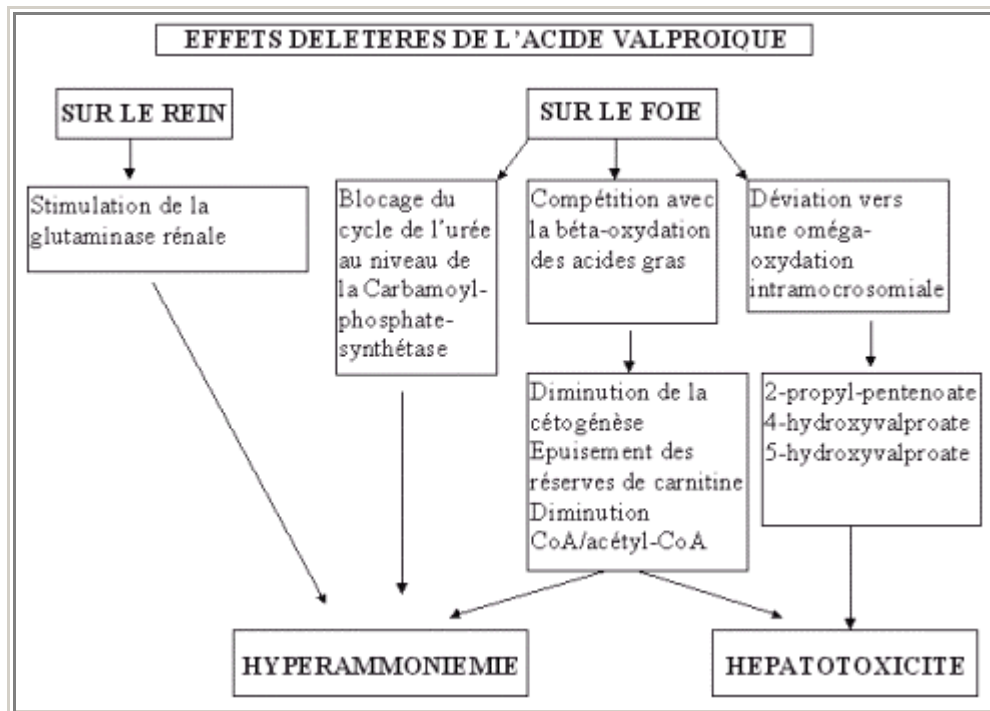 EFFETS DELETERES DE L'ACIDE VALPROIQUE
SUR LE REIN
SUR LE FOIE
Stimulation de la
glutaminase rénale
Blocage du
cycle de l'urée
au niveau de
la Carbamoyl-
phosphate-
synthétase
Compétition avec
la béta-oxydation
des acides gras
Déviation vers
une oméga-
oxydation
intramocrosomiale
Diminution de la
cétogénèse
Epuisement des
réserves de carnitine
Diminution
CoA/acétyl-CoA
2-propyl-pentenoate
4-hydroxyvalproate
5-hydroxyvalproate
HYPERAMMONIEMIE
HEPATOTOXICITE